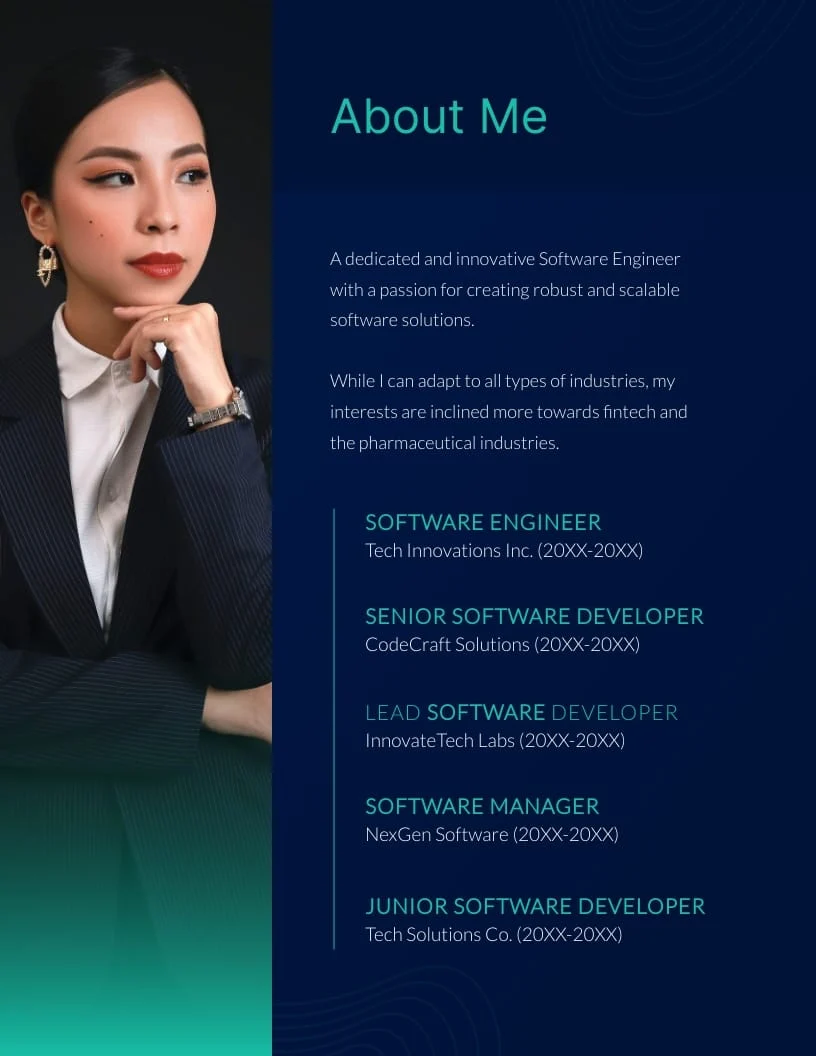 About Me
A dedicated and innovative Software Engineer
with a passion for creating robust and scalable
software solutions.
While I can adapt to all types of industries, my
interests are inclined more towards fintech and
the pharmaceutical industries.
SOFTWARE ENGINEER
Tech Innovations Inc. (20XX-20XX)
SENIOR SOFTWARE DEVELOPER
CodeCraft Solutions (20XX-20XX)
LEAD SOFTWARE DEVELOPER
InnovateTech Labs (20XX-20XX)
SOFTWARE MANAGER
NexGen Software (20XX-20XX)
JUNIOR SOFTWARE DEVELOPER
Tech Solutions Co. (20XX-20XX)